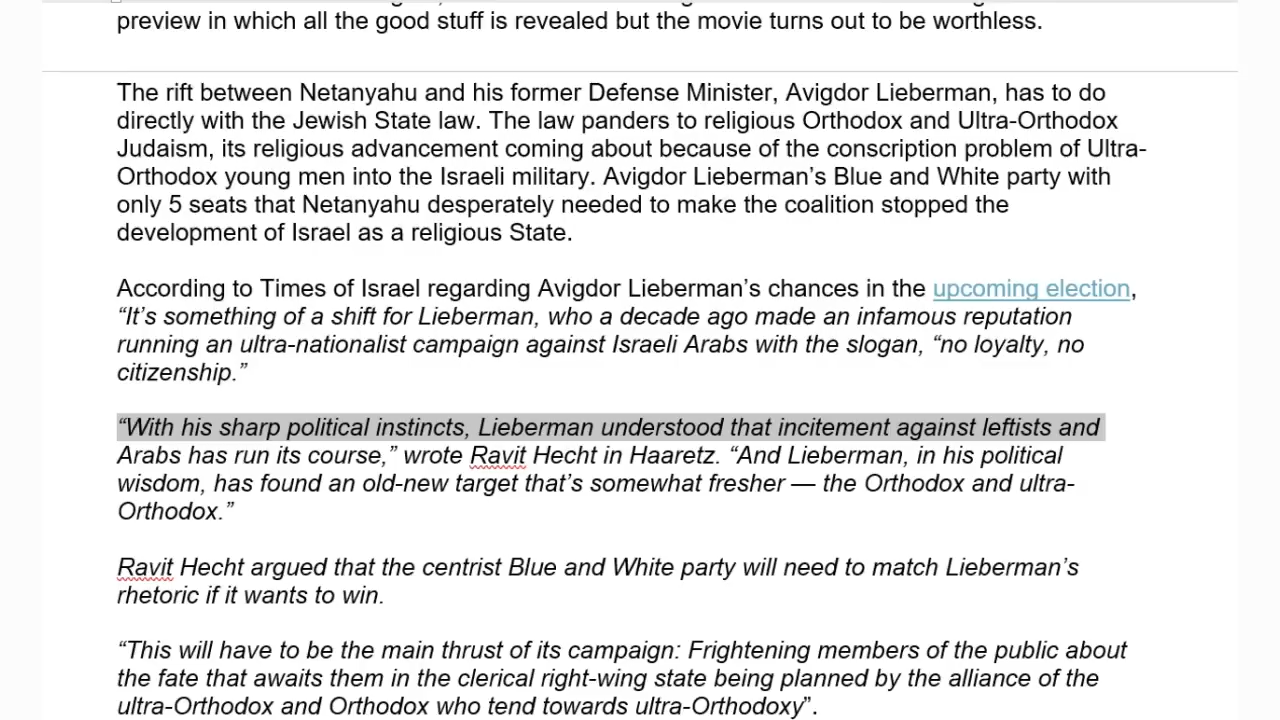 preview in which all the good stuff is revealed but the movie turns out to be worthless.
The rift between Netanyahu and his former Defense Minister, Avigdor Lieberman, has to do
directly with the Jewish State law. The law panders to religious Orthodox and Ultra-Orthodox
Judaism, its religious advancement coming about because of the conscription problem of Ultra-
Orthodox young men into the Israeli military. Avigdor Lieberman’s Blue and White party with
only 5 seats that Netanyahu desperately needed to make the coalition stopped the
development of Israel as a religious State.
According to Times of Israel regarding Avigdor Lieberman’s chances in the upcoming election,
“It’s something of a shift for Lieberman, who a decade ago made an infamous reputation
running an ultra-nationalist campaign against Israeli Arabs with the slogan, “no loyalty, no
citizenship.”
“With his sharp political instincts, Lieberman understood that incitement against leftists and
Arabs has run its course,” wrote Ravit Hecht in Haaretz. “And Lieberman, in his political
wisdom, has found an old-new target that’s somewhat fresher — the Orthodox and ultra-
Orthodox.”
Ravit Hecht argued that the centrist Blue and White party will need to match Lieberman’s
rhetoric if it wants to win.
“This will have to be the main thrust of its campaign: Frightening members of the public about
the fate that awaits them in the clerical right-wing state being planned by the alliance of the
ultra-Orthodox and Orthodox who tend towards ultra-Orthodoxy”.